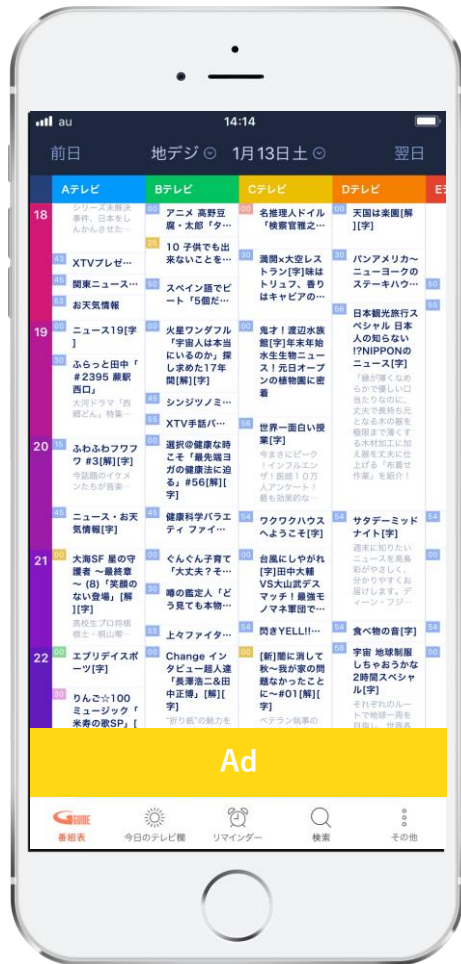 au
14:14
前日
地デジ
1月13日土
翌日
Aテレビ
Bテレビ
Cテレビ
Dテレビ
18
シリーズ未解決
事件、日本をし
んかんさせた…
43
XTVプレゼ…
45
関東ニュース…
53
お天気情報
19
00
ニュース19[字
]
30
ふらっと田中「
#2395 蕨駅
西口」
大河ドラマ「西
郷どん」特集…
20
15
ふわふわフワフ
ワ #3[解][字]
今話題のイケメ
ンたちが音楽…
45
ニュース・お天
気情報[字]
21
00
大海SF 星の守
護者 ～最終章
～ (8)「笑顔の
ない登場」[解
][字]
高校生プロ将棋
棋士・桐山零…
22
00
エブリデイスポ
ーツ[字]
30
りんご☆100
ミュージック「
米寿の歌SP」[
00
アニメ 高野豆
腐・太郎「タ…
25
10 子供でも出
来ないことを…
50
スペイン語でビ
ート「5個だ…
00
火星ワンダフル
「宇宙人は本当
にいるのか」探
し求めた17年
間[解][字]
45
シンジツノミ…
55
XTV手話バ…
00
選択@健康な時
こそ「最先端ヨ
ガの健康法に迫
る」#56[解][
字]
45
健康科学バラエ
ティ ファイ…
00
ぐんぐん子育て
「大丈夫？そ…
30
噂の鑑定人「ど
う見ても本物…
55
上々ファイタ…
00
Change イン
タビュー超人達
「長澤浩二&田
中正博」[解][
字]
"折り紙"の魅力を
00
名推理人ドイル
「検察官雅之…
30
満開×大空レス
トラン[字]味は
トリュフ、香り
はキャビアの…
00
鬼才！渡辺水族
館[字]年末年始
水生生物ニュー
ス！元日オープ
ンの植物園に密
着
56
世界一面白い授
業[字]
今まさにピーク
！インフルエン
ザ！医師１０万
人アンケート！
最も効果的な…
54
ワクワクハウス
へようこそ[字]
00
台風にしやがれ
[字]田中大輔
VS大山武デス
マッチ！最強モ
ノマネ軍団で…
54
閃きYELL!!…
00
[新]闇に消して
秋～我が家の問
題なかったこと
に～#01[解][
字]
ベテラン執事の
00
天国は楽園[解
][字]
30
パンアメリカ～
ニューヨークの
ステーキハウ…
56
日本観光旅行ス
ペシャル 日本
人の知らない
!?NIPPONの
ニュース[字]
「縁が薄くなめ
らかで優しい口
当たりなのに、
丈夫で長持ち元
となる木の器を
極限まで薄くす
る木材加工に加
え器を丈夫に仕
上げる「布着せ
作業」を紹介！
54
サタデーミッド
ナイト[字]
週末に知りたい
ニュースを高島
彩がやさしく、
分かりやすくお
届けします。デ
ィーン・フジ…
54
食べ物の音[字]
58
宇宙 地球制服
しちゃおうかな
2時間スペシャ
ル[字]
それぞれのルー
トで地球一周を
50
55
00
54
00
54
00
Ad
G GUIDE
番組表
今日のテレビ欄
リマインダー
検索
その他